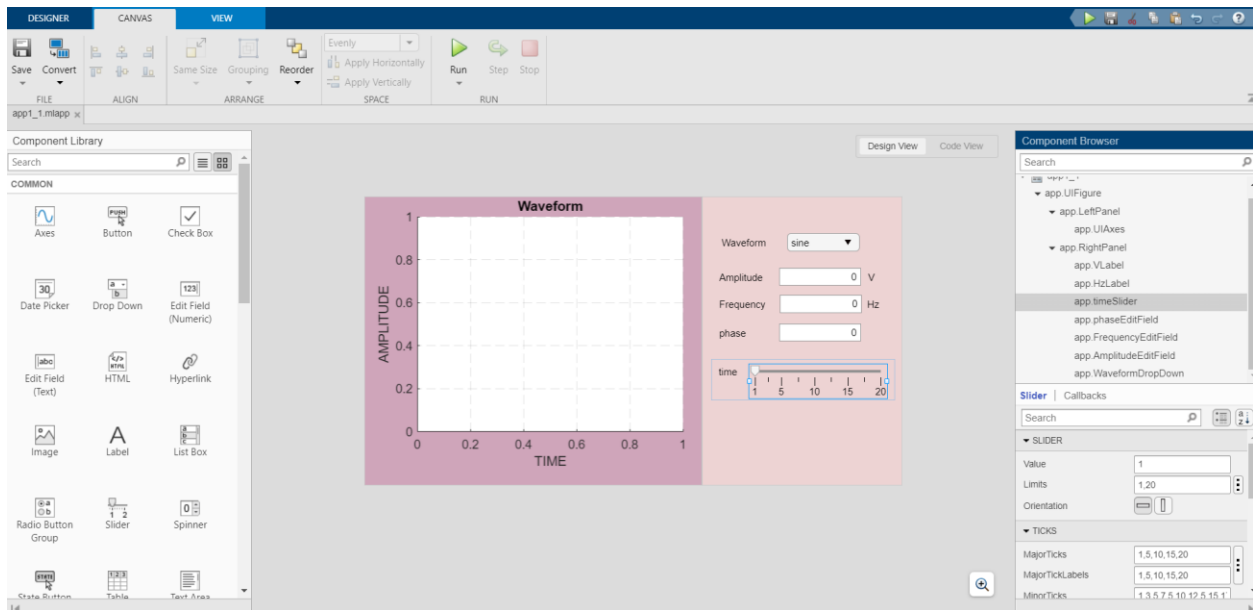 DESIGNER CANVAS VIEW
Evenly
Save Convert Same Size Grouping Reorder Apply Horizontally Run Step Stop
Apply Vertically
FILE ALIGN ARRANGE SPACE RUN
app1_1.mlapp
Component Library
Search
COMMON
Axes Button Check Box
Date Picker Drop Down Edit Field (Numeric)
Edit Field (Text) HTML Hyperlink
Image Label List Box
Radio Button Group Slider Spinner
State Button Table Text Area
Design View Code View
Waveform
1
0.8
0.6
0.4
0.2
0
AMPLITUDE
0 0.2 0.4 0.6 0.8 1
TIME
Waveform sine
Amplitude 0 V
Frequency 0 Hz
phase 0
time
1 5 10 15 20
Component Browser
Search
app1_1
app.UIFigure
app.LeftPanel
app.UIAxes
app.RightPanel
app.VLabel
app.HzLabel
app.timeSlider
app.phaseEditField
app.FrequencyEditField
app.AmplitudeEditField
app.WaveformDropDown
Slider | Callbacks
Search
SLIDER
Value 1
Limits 1,20
Orientation
TICKS
MajorTicks 1,5,10,15,20
MajorTickLabels 1,5,10,15,20
MinorTicks